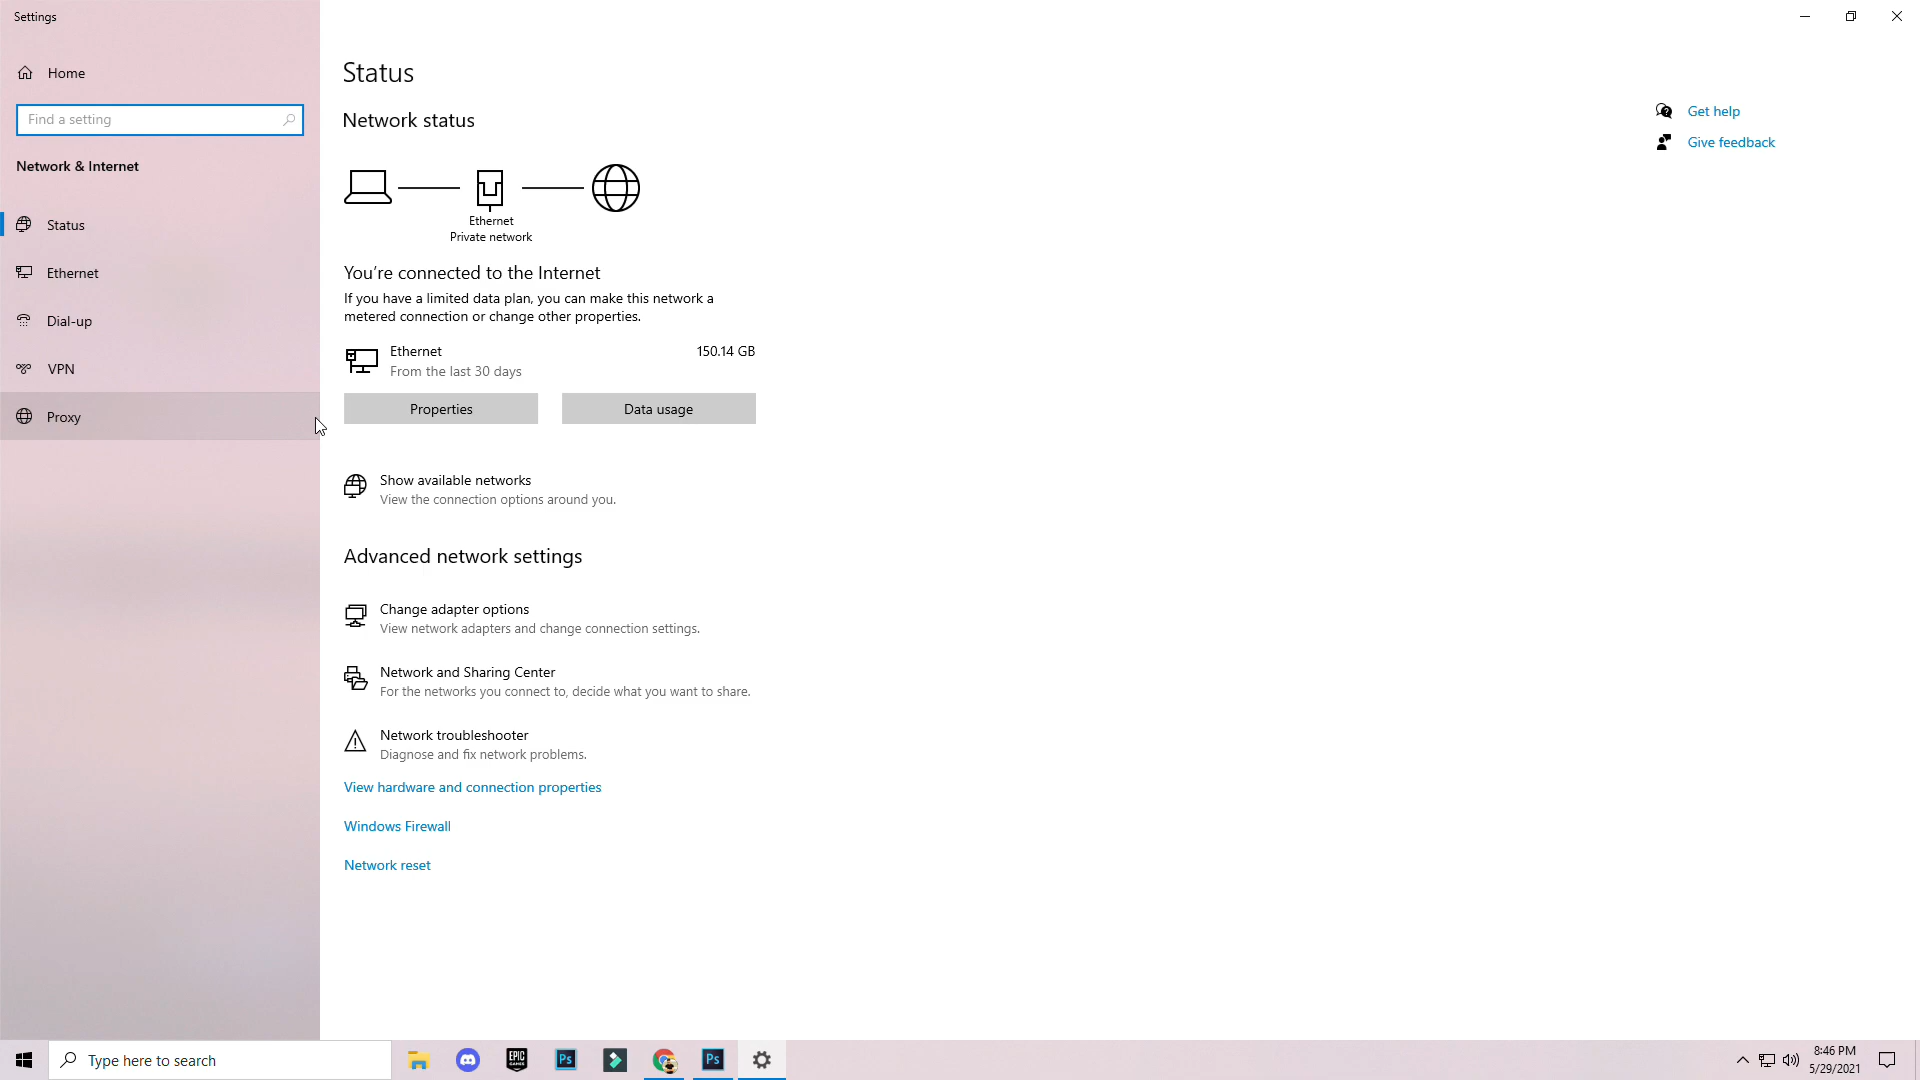 Settings
Home
Find a setting
Network & Internet
Status
Ethernet
Dial-up
VPN
Proxy
Status
Network status
Ethernet
Private network
You're connected to the Internet
If you have a limited data plan, you can make this network a
metered connection or change other properties.
Ethernet 150.14 GB
From the last 30 days
Properties Data usage
Show available networks
View the connection options around you.
Advanced network settings
Change adapter options
View network adapters and change connection settings.
Network and Sharing Center
For the networks you connect to, decide what you want to share.
Network troubleshooter
Diagnose and fix network problems.
View hardware and connection properties
Windows Firewall
Network reset
Get help
Give feedback
Type here to search
EPIC
GAMES
Ps
Ps
8:46 PM
5/29/2021